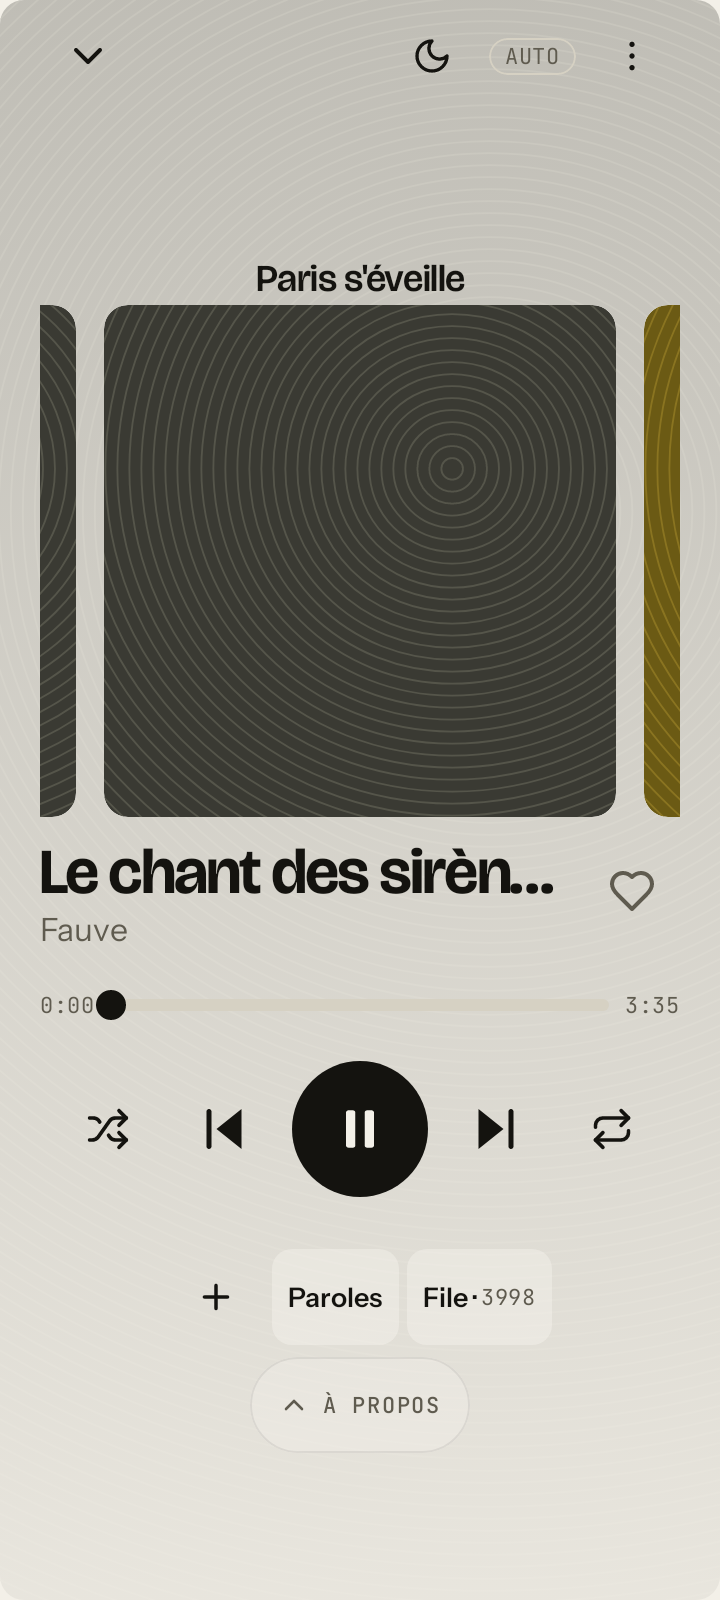 AUTO
Paris s'éveille
Le chant des sirèn...
Fauve
0:00 3:35
Paroles File·3998
À PROPOS